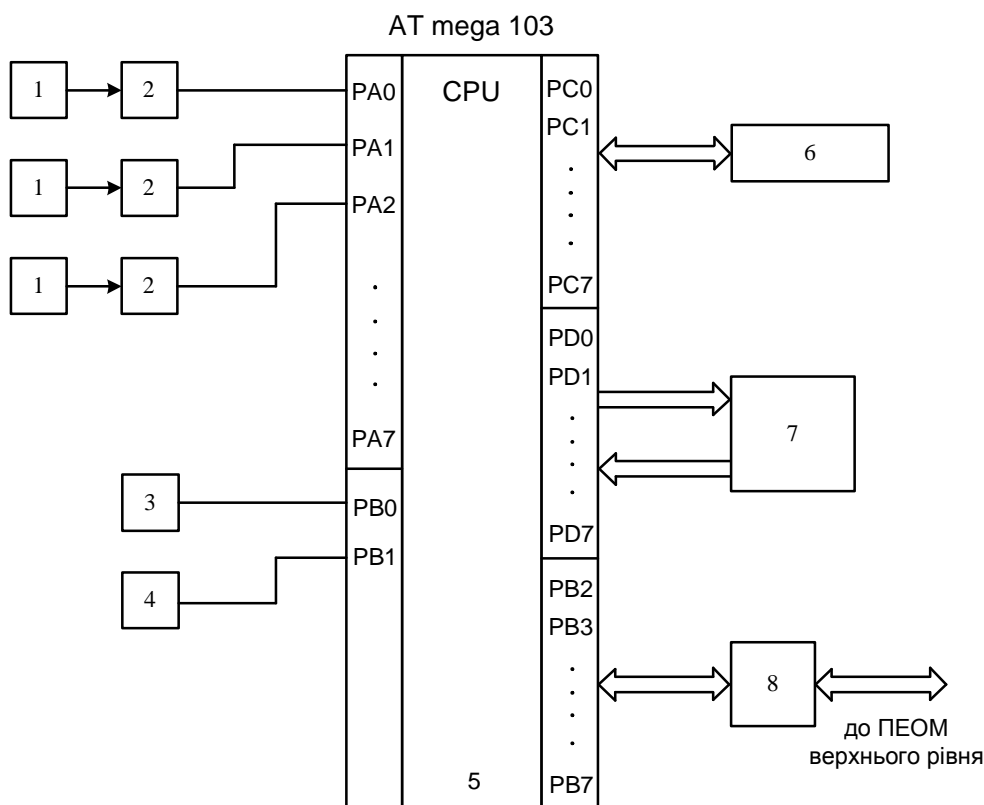 AT mega 103
CPU
1
2
1
2
1
2
3
4
PA0
PA1
PA2
.
.
.
.
PA7
PB0
PB1
5
PC0
PC1
.
.
.
.
PC7
PD0
PD1
.
.
.
.
PD7
PB2
PB3
.
.
.
.
.
PB7
6
7
8
до ПЕОМ
верхнього рівня